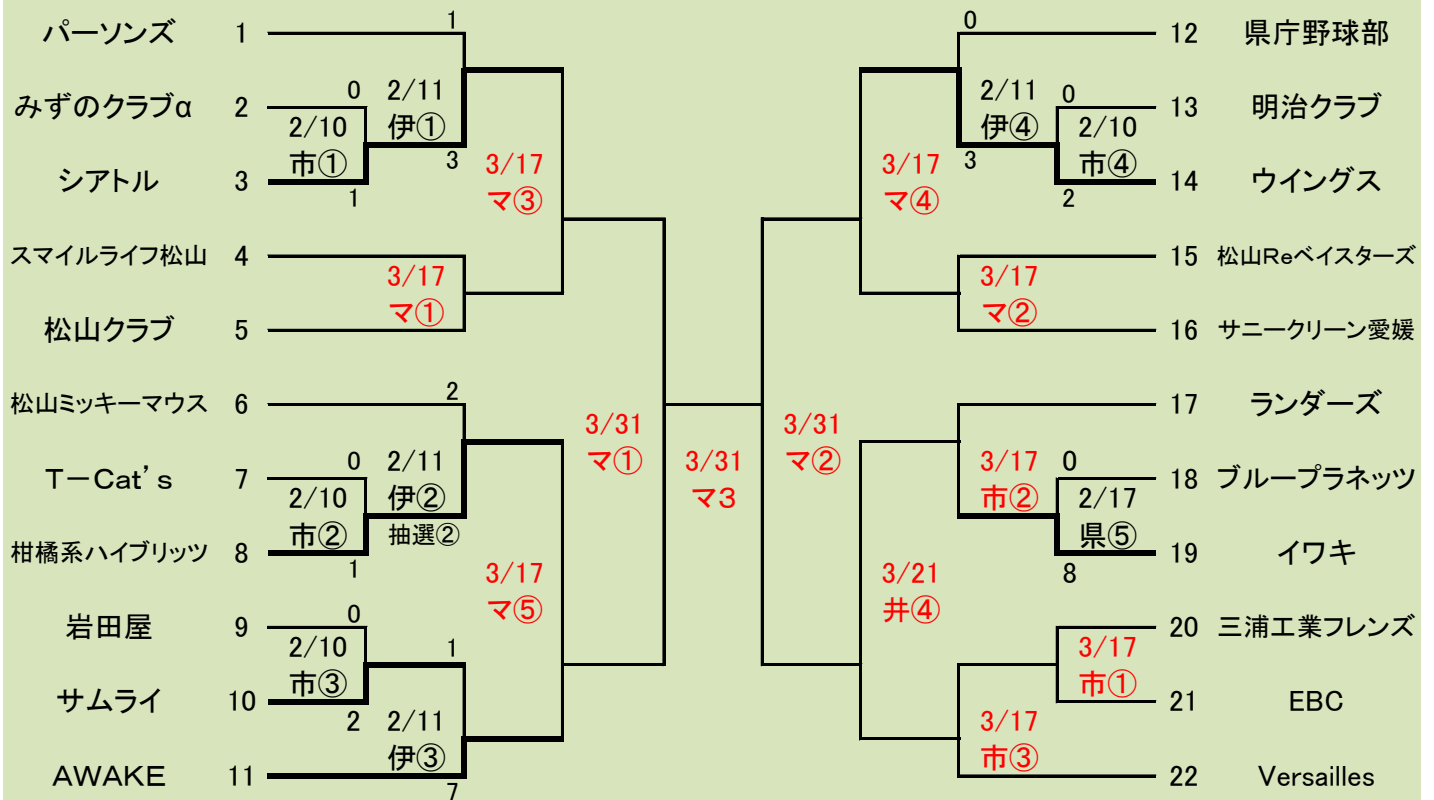 パーソンズ 1 1
みずのクラブα 2 0
2/10
市①
シアトル 3 1
2/11
伊①
3
3/17
マ③
スマイルライフ松山 4
3/17
マ①
松山クラブ 5
松山ミッキーマウス 6 2
T－Cat's 7 0
2/10
市②
柑橘系ハイブリッツ 8 1
2/11
伊②
抽選②
3/17
マ⑤
岩田屋 9 0
2/10
市③
サムライ 10 2
1
2/11
伊③
AWAKE 11 7
3/31
マ①
3/31
マ3
3/31
マ②
0 12 県庁野球部
0 13 明治クラブ
2/10
市④
2 14 ウイングス
2/11
伊④
3
3/17
マ④
15 松山Reベイスターズ
3/17
マ②
16 サニークリーン愛媛
17 ランダーズ
3/17
市②
0 18 ブループラネッツ
2/17
県⑤
8 19 イワキ
3/21
井④
20 三浦工業フレンズ
3/17
市①
21 EBC
3/17
市③
22 Versailles